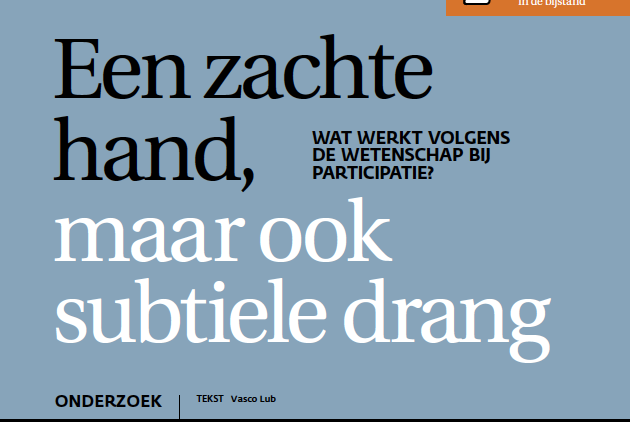 in de bijstand
Een zachte
hand,
WAT WERKT VOLGENS
DE WETENSCHAP BIJ
PARTICIPATIE?
maar ook
subtiele drang
ONDERZOEK
TEKST Vasco Lub